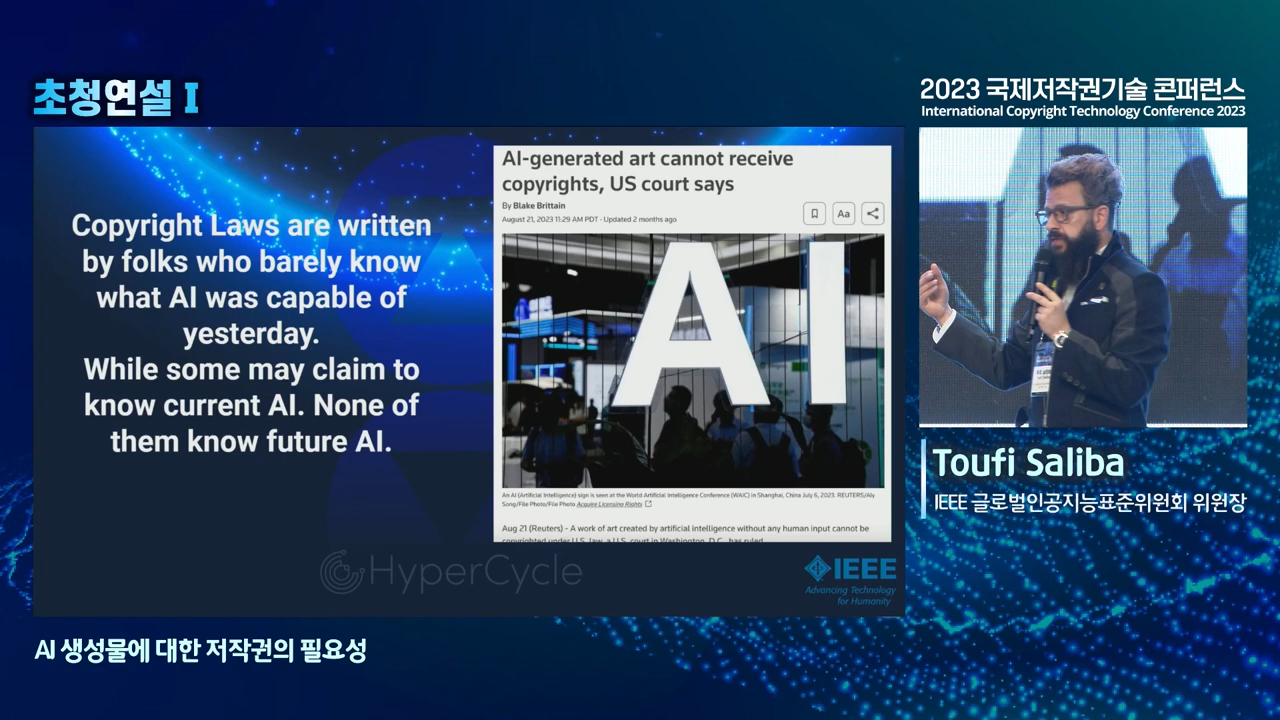 초청연설 I
2023 국제저작권기술 콘퍼런스
International Copyright Technology Conference 2023
Copyright Laws are written
by folks who barely know
what AI was capable of
yesterday.
While some may claim to
know current AI. None of
them know future AI.
AI-generated art cannot receive
copyrights, US court says
By Blake Brittain
August 21, 2023 11:29 AM PDT · Updated 2 months ago
Aa
AI
An AI (Artificial Intelligence) sign is seen at the World Artificial Intelligence Conference (WAIC) in Shanghai, China July 6, 2023. REUTERS/Aly
Song/File Photo/File Photo Acquire Licensing Rights
Aug 21 (Reuters) - A work of art created by artificial intelligence without any human input cannot be
copyrighted under U.S. law, a U.S. court in Washington, D.C., has ruled.
HyperCycle
IEEE
Advancing Technology
for Humanity
Toufi Saliba
IEEE 글로벌인공지능표준위원회 위원장
AI 생성물에 대한 저작권의 필요성